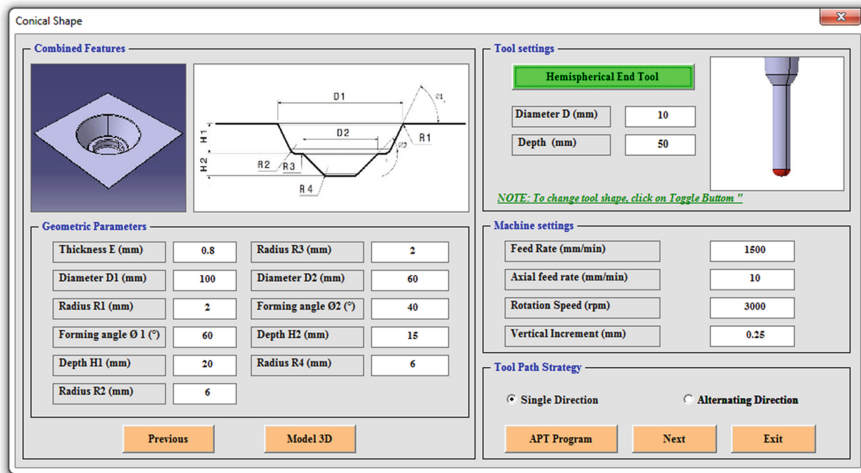 Conical Shape
Combined Features
D1
Ø1
H1
D2
R1
H2
R2
R3
Ø2
R4
Geometric Parameters
Thickness E (mm) 0.8 Radius R3 (mm) 2
Diameter D1 (mm) 100 Diameter D2 (mm) 60
Radius R1 (mm) 2 Forming angle Ø2 (°) 40
Forming angle Ø 1 (°) 60 Depth H2 (mm) 15
Depth H1 (mm) 20 Radius R4 (mm) 6
Radius R2 (mm) 6
Previous Model 3D
Tool settings
Hemispherical End Tool
Diameter D (mm) 10
Depth (mm) 50
NOTE: To change tool shape, click on Toggle Buttom "
Machine settings
Feed Rate (mm/min) 1500
Axial feed rate (mm/min) 10
Rotation Speed (rpm) 3000
Vertical Increment (mm) 0.25
Tool Path Strategy
Single Direction Alternating Direction
APT Program Next Exit